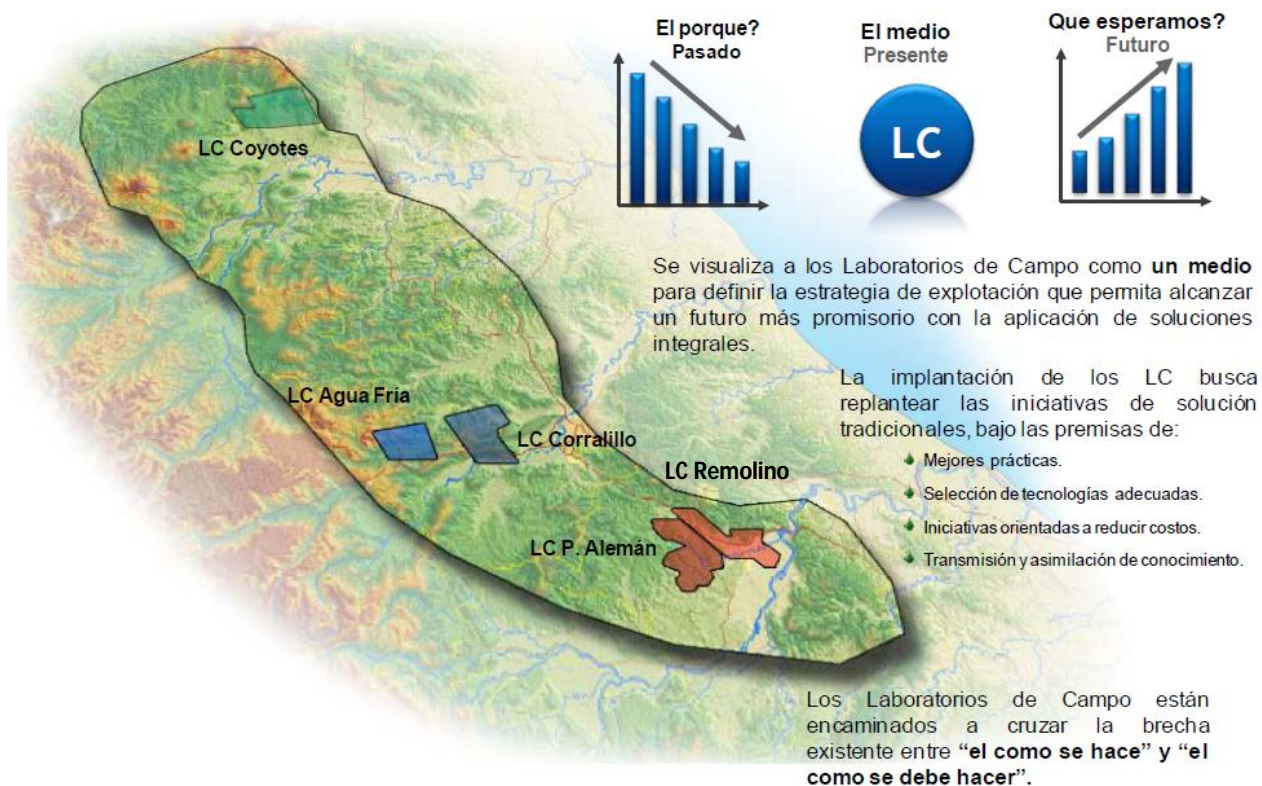 El porque?
Pasado
El medio
Presente
Que esperamos?
Futuro
LC
LC Coyotes
LC Agua Fría
LC Corralillo
LC Remolino
LC P. Alemán
Se visualiza a los Laboratorios de Campo como un medio
para definir la estrategia de explotación que permita alcanzar
un futuro más promisorio con la aplicación de soluciones
integrales.
La implantación de los LC busca
replantear las iniciativas de solución
tradicionales, bajo las premisas de:
Mejores prácticas.
Selección de tecnologías adecuadas.
Iniciativas orientadas a reducir costos.
Transmisión y asimilación de conocimiento.
Los Laboratorios de Campo están
encaminados a cruzar la brecha
existente entre “el como se hace” y “el
como se debe hacer”.